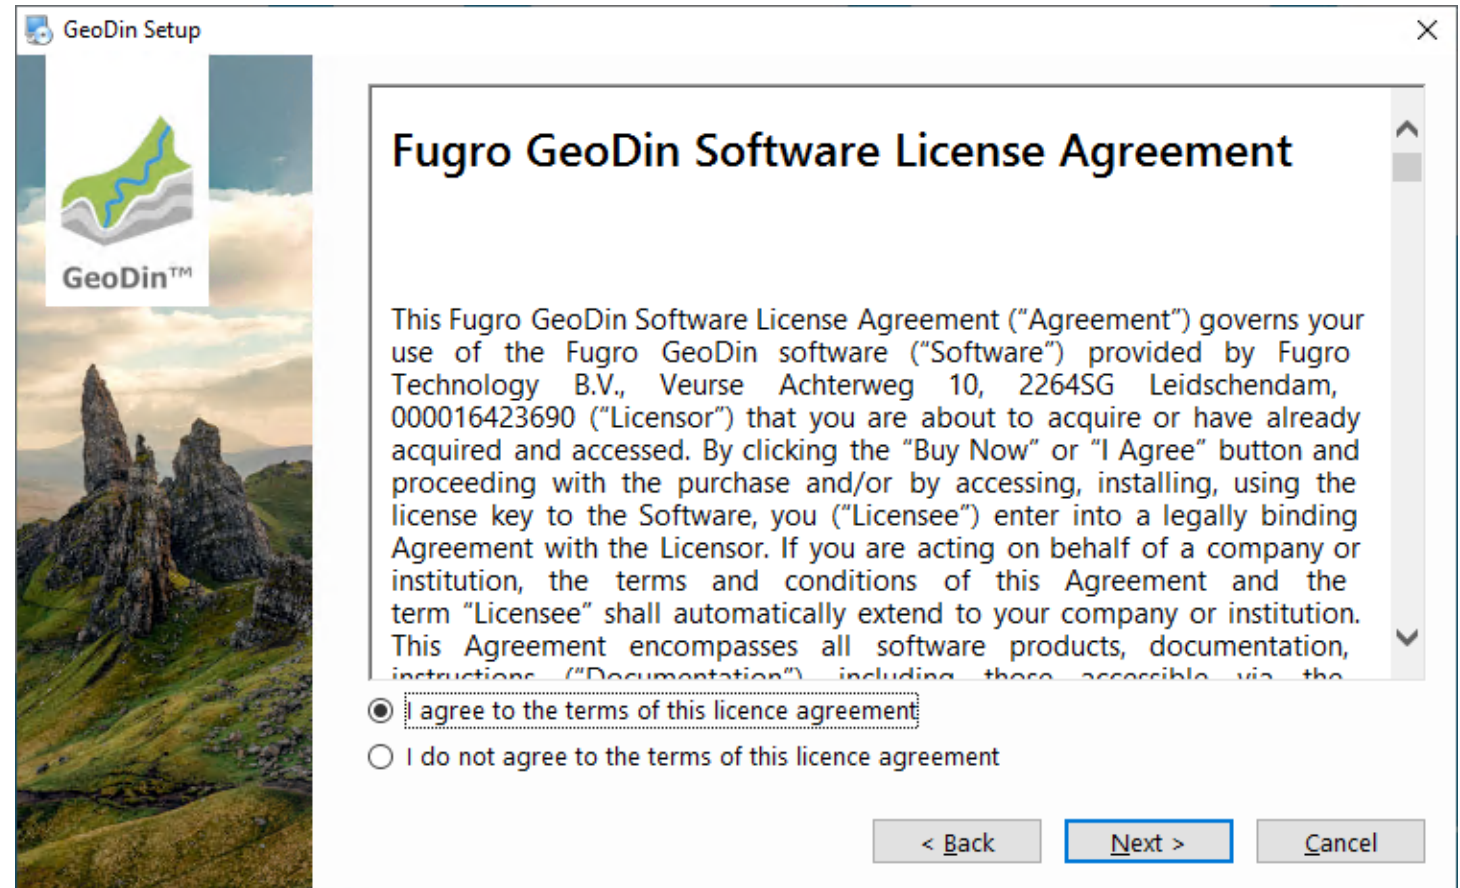 GeoDin Setup
GeoDin™
Fugro GeoDin Software License Agreement
This Fugro GeoDin Software License Agreement (“Agreement”) governs your
use of the Fugro GeoDin software (“Software”) provided by Fugro
Technology B.V., Veurse Achterweg 10, 2264SG Leidschendam,
000016423690 (“Licensor”) that you are about to acquire or have already
acquired and accessed. By clicking the “Buy Now” or “I Agree” button and
proceeding with the purchase and/or by accessing, installing, using the
license key to the Software, you (“Licensee”) enter into a legally binding
Agreement with the Licensor. If you are acting on behalf of a company or
institution, the terms and conditions of this Agreement and the
term “Licensee” shall automatically extend to your company or institution.
This Agreement encompasses all software products, documentation,
instructions (“Documentation”) including those accessible via the
I agree to the terms of this licence agreement
I do not agree to the terms of this licence agreement
< Back
Next >
Cancel